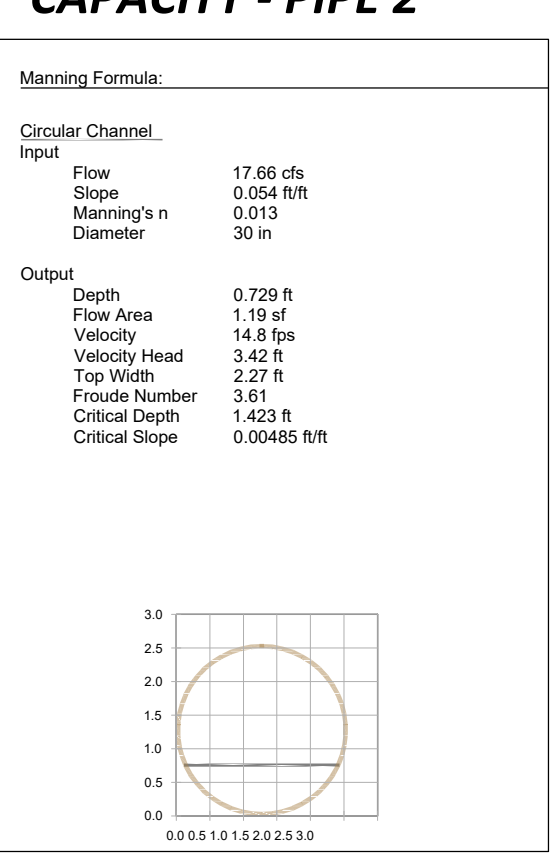 CAPACITY - PIPE 2
Manning Formula:
Circular Channel
Input
Flow 17.66 cfs
Slope 0.054 ft/ft
Manning's n 0.013
Diameter 30 in
Output
Depth 0.729 ft
Flow Area 1.19 sf
Velocity 14.8 fps
Velocity Head 3.42 ft
Top Width 2.27 ft
Froude Number 3.61
Critical Depth 1.423 ft
Critical Slope 0.00485 ft/ft
3.0
2.5
2.0
1.5
1.0
0.5
0.0
0.0 0.5 1.0 1.5 2.0 2.5 3.0